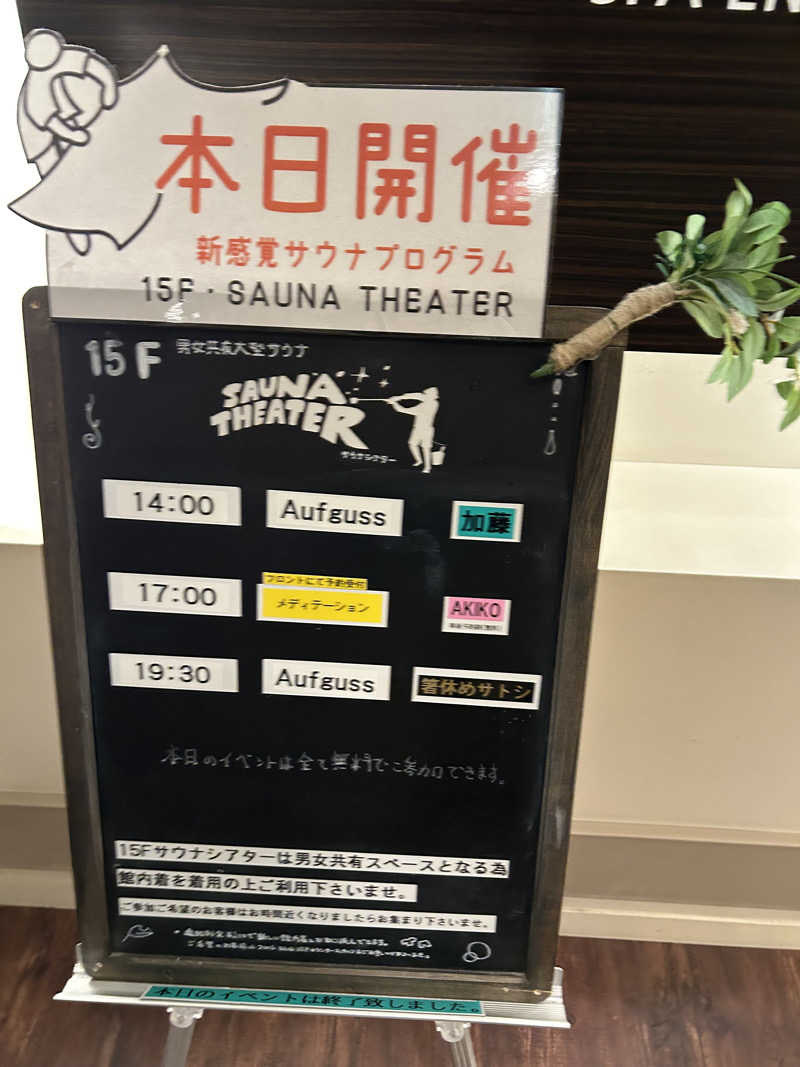 本日開催
新感覚サウナプログラム
15F・SAUNA THEATER
15F 男女共有大型サウナ
SAUNA
THEATER
サウナシアター
14:00 Aufguss 加藤
フロントにて予約受付
17:00 メディテーション AKIKO
19:30 Aufguss 箸休めサトシ
本日のイベントは全て無料でご参加できます。
15Fサウナシアターは男女共有スペースとなる為
館内着を着用の上ご利用下さいませ。
ご参加ご希望のお客様はお時間近くなりましたらお集まり下さいませ。
本日のイベントは終了致しました。